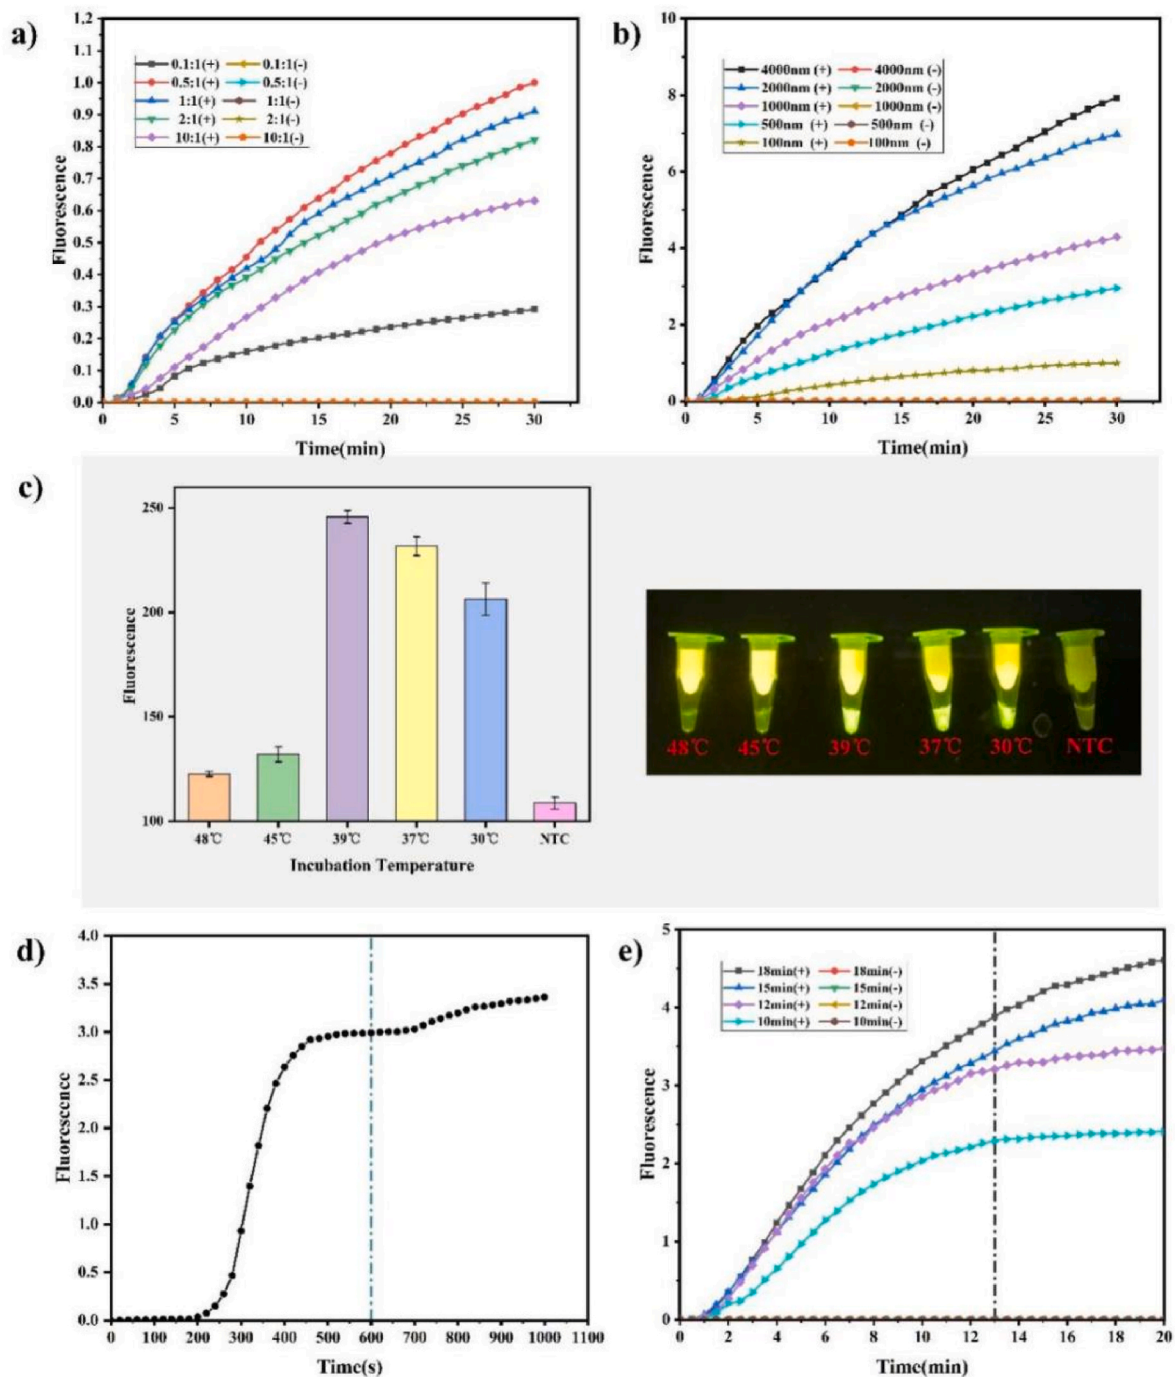 a)
Fluorescence
1.2
1.1
1.0
0.9
0.8
0.7
0.6
0.5
0.4
0.3
0.2
0.1
0.0
0.1:1(+) 0.1:1(-)
0.5:1(+) 0.5:1(-)
1:1(+) 1:1(-)
2:1(+) 2:1(-)
10:1(+) 10:1(-)
0 5 10 15 20 25 30
Time(min)
b)
Fluorescence
10
8
6
4
2
0
4000nm (+) 4000nm (-)
2000nm (+) 2000nm (-)
1000nm (+) 1000nm (-)
500nm (+) 500nm (-)
100nm (+) 100nm (-)
0 5 10 15 20 25 30
Time(min)
c)
Fluorescence
250
200
150
100
48℃ 45℃ 39℃ 37℃ 30℃ NTC
Incubation Temperature
48℃ 45℃ 39℃ 37℃ 30℃ NTC
d)
Fluorescence
4.0
3.5
3.0
2.5
2.0
1.5
1.0
0.5
0.0
0 100 200 300 400 500 600 700 800 900 1000 1100
Time(s)
e)
Fluorescence
5
4
3
2
1
0
18min(+) 18min(-)
15min(+) 15min(-)
12min(+) 12min(-)
10min(+) 10min(-)
0 2 4 6 8 10 12 14 16 18 20
Time(min)